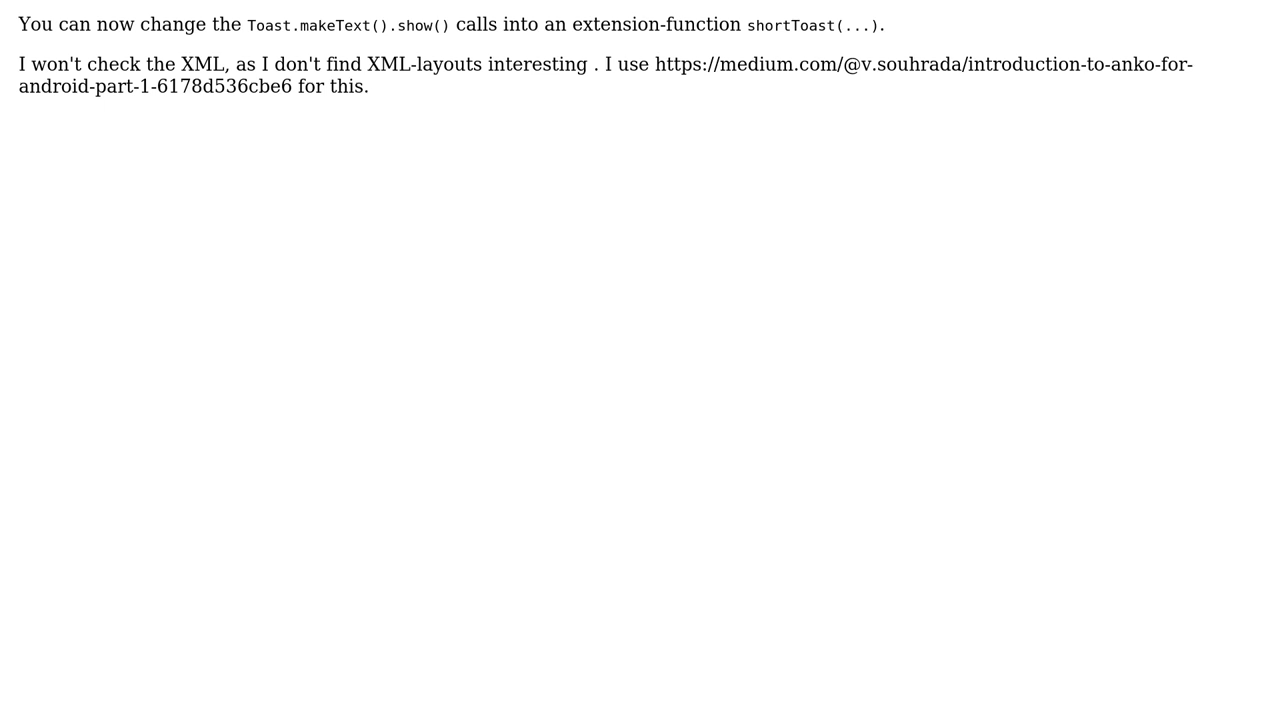 You can now change the Toast.makeText().show() calls into an extension-function shortToast(...).
I won't check the XML, as I don't find XML-layouts interesting . I use https://medium.com/@v.souhrada/introduction-to-anko-for-
android-part-1-6178d536cbe6 for this.